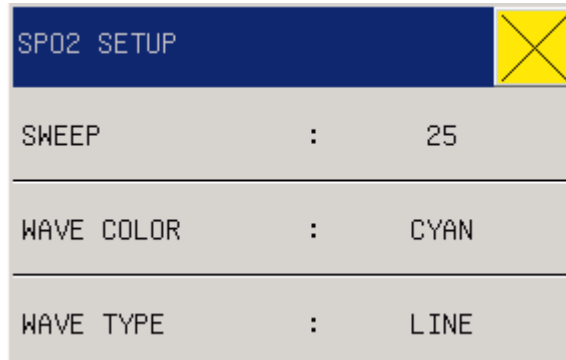 SPO2 SETUP
SWEEP : 25
WAVE COLOR : CYAN
WAVE TYPE : LINE